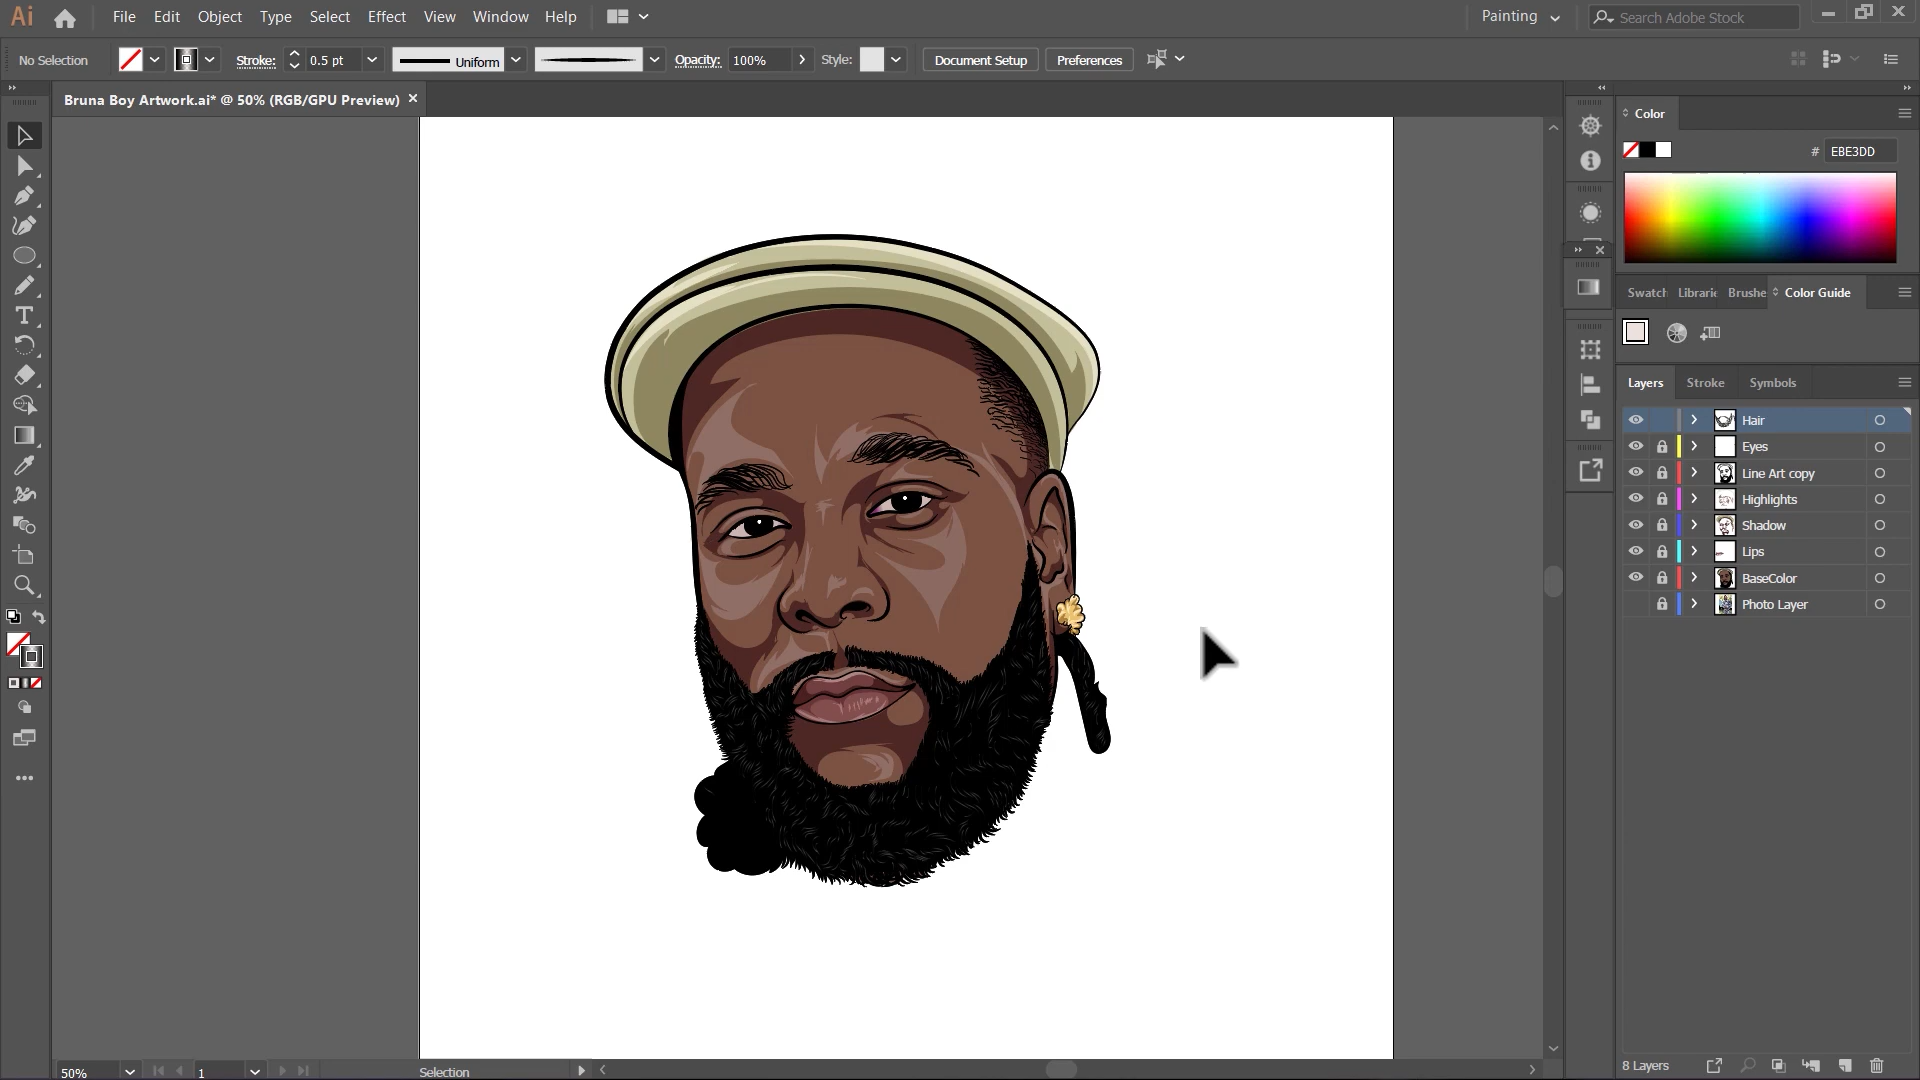 Ai File Edit Object Type Select Effect View Window Help Painting Search Adobe Stock
No Selection Stroke: 0.5 pt Uniform Opacity: 100% Style: Document Setup Preferences
Bruna Boy Artwork.ai* @ 50% (RGB/GPU Preview)
Color
# EBE3DD
Swatch Librarie Brushe Color Guide
Layers Stroke Symbols
Hair
Eyes
Line Art copy
Highlights
Shadow
Lips
BaseColor
Photo Layer
8 Layers
50% 1 Selection